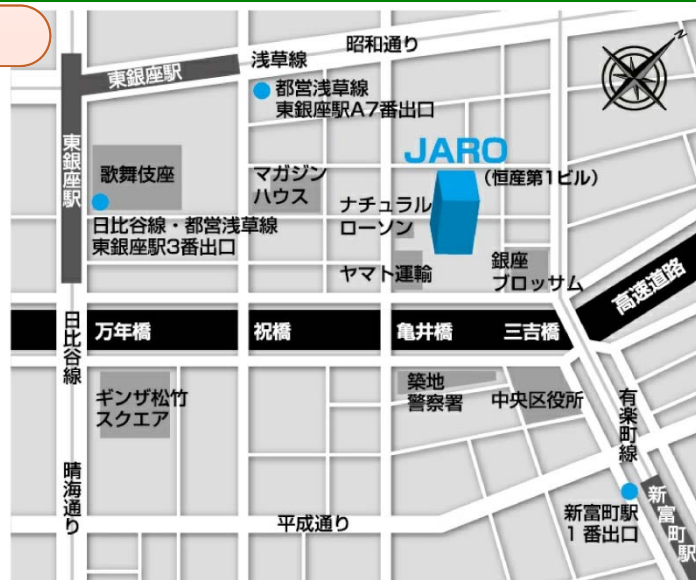 昭和通り
浅草線
東銀座駅
都営浅草線
東銀座駅A7番出口
N
東銀座駅
歌舞伎座
日比谷線・都営浅草線
東銀座駅3番出口
マガジン
ハウス
JARO
(恒産第1ビル)
ナチュラル
ローソン
ヤマト運輸
銀座
ブロッサム
高速道路
日比谷線
万年橋
祝橋
亀井橋
三吉橋
ギンザ松竹
スクエア
築地
警察署
中央区役所
有楽町線
晴海通り
平成通り
新富町駅
1番出口
新富町駅